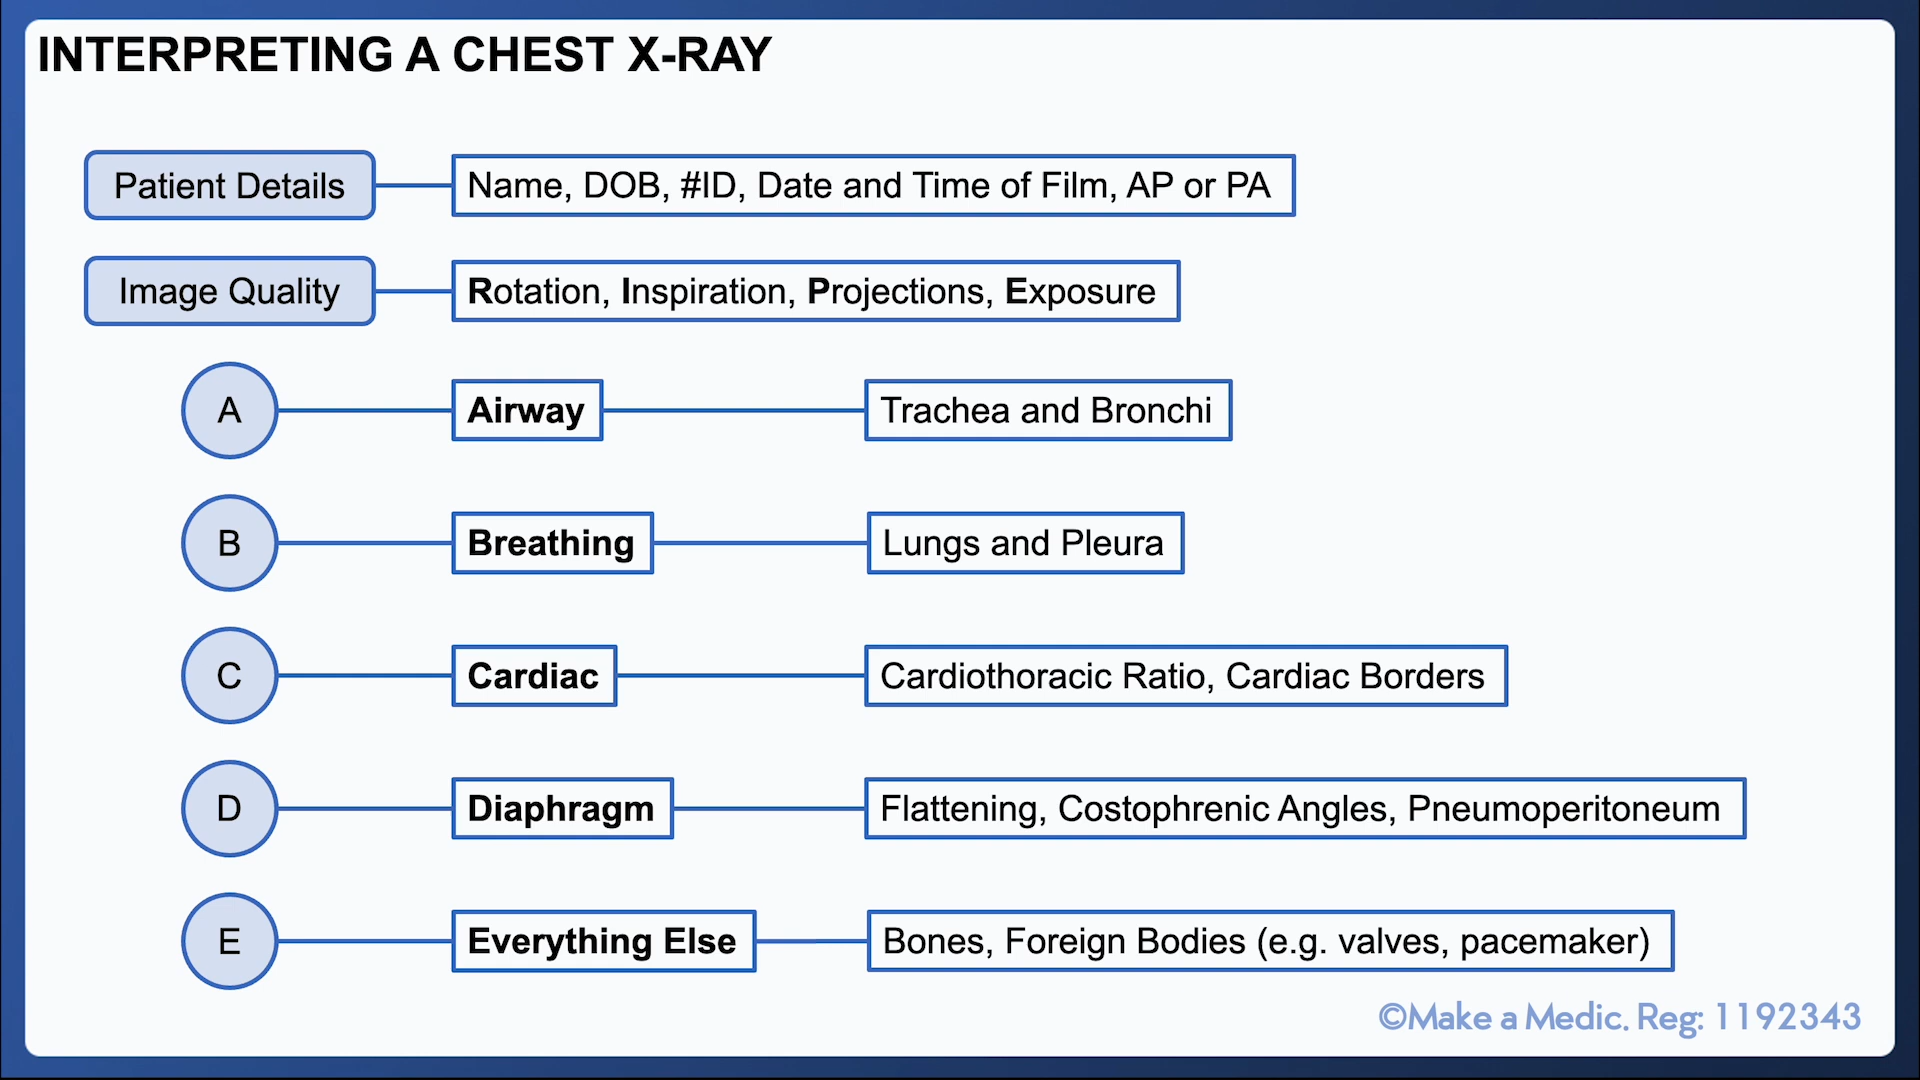 INTERPRETING A CHEST X-RAY
Patient Details
Name, DOB, #ID, Date and Time of Film, AP or PA
Image Quality
Rotation, Inspiration, Projections, Exposure
A
Airway
Trachea and Bronchi
B
Breathing
Lungs and Pleura
C
Cardiac
Cardiothoracic Ratio, Cardiac Borders
D
Diaphragm
Flattening, Costophrenic Angles, Pneumoperitoneum
E
Everything Else
Bones, Foreign Bodies (e.g. valves, pacemaker)
©Make a Medic. Reg: 1192343